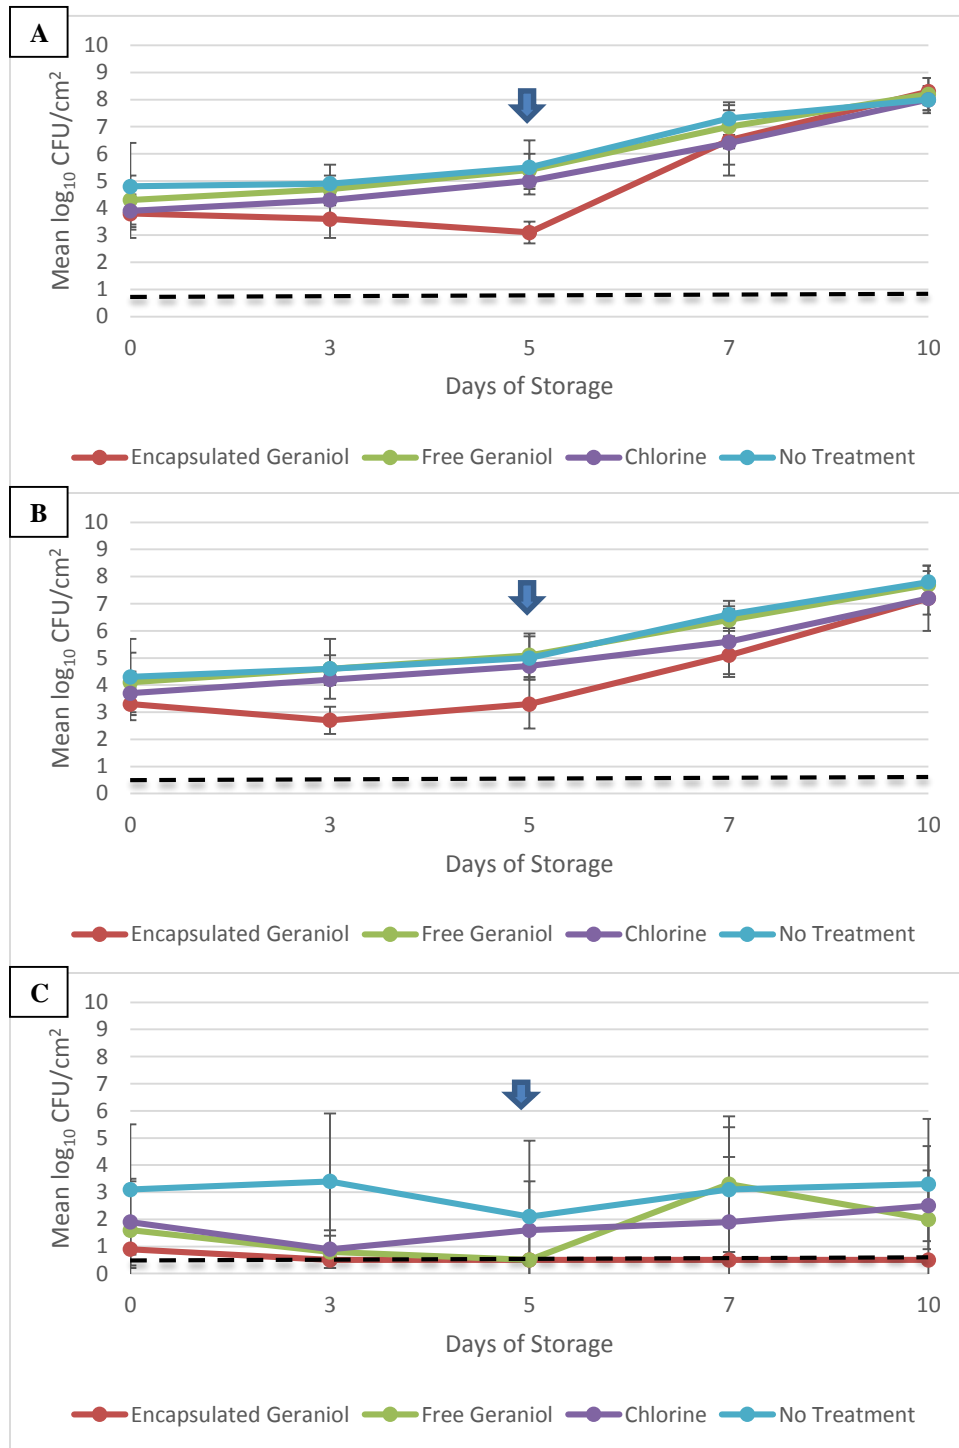 A
Mean log10 CFU/cm2
10
9
8
7
6
5
4
3
2
1
0
0 3 5 7 10
Days of Storage
Encapsulated Geraniol Free Geraniol Chlorine No Treatment
B
Mean log10 CFU/cm2
10
9
8
7
6
5
4
3
2
1
0
0 3 5 7 10
Days of Storage
Encapsulated Geraniol Free Geraniol Chlorine No Treatment
C
Mean log10 CFU/cm2
10
9
8
7
6
5
4
3
2
1
0
0 3 5 7 10
Days of Storage
Encapsulated Geraniol Free Geraniol Chlorine No Treatment